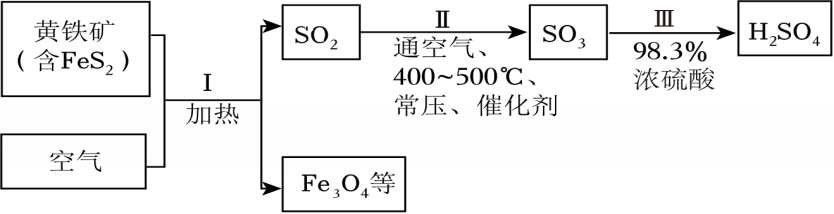 黄铁矿
(含FeS₂)
空气
Ⅰ
加热
SO₂
Fe₃O₄等
Ⅱ
通空气、
400~500℃、
常压、催化剂
SO₃
Ⅲ
98.3%
浓硫酸
H₂SO₄